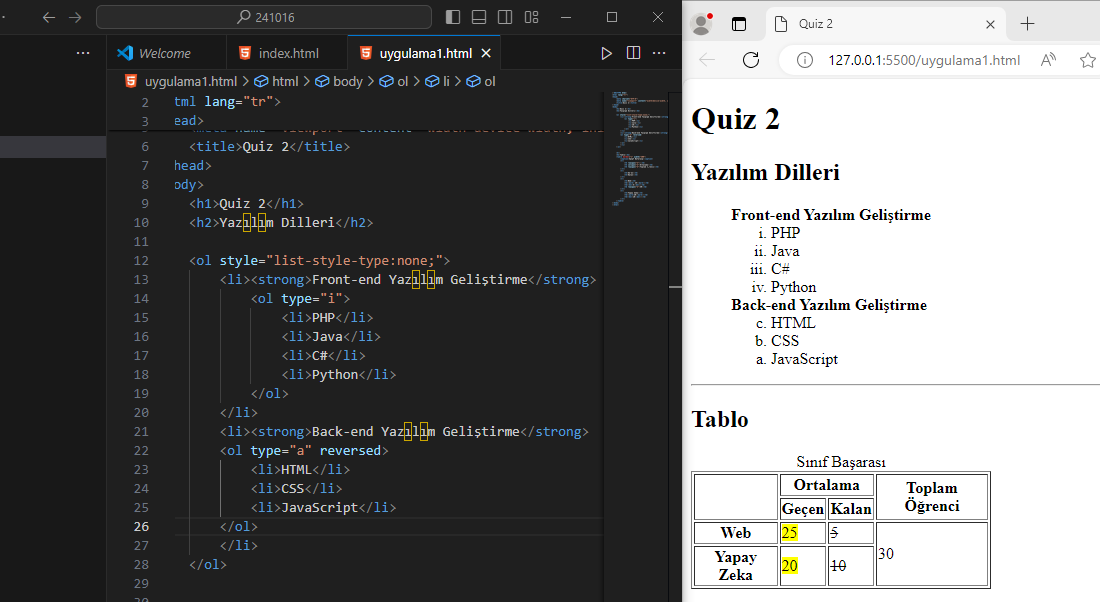 241016
Welcome
index.html
uygulama1.html
uygulama1.html > html > body > ol > li > ol
2 tml lang="tr">
3 ead>
6 <title>Quiz 2</title>
7 head>
8 ody>
9 <h1>Quiz 2</h1>
10 <h2>Yazılım Dilleri</h2>
11
12 <ol style="list-style-type:none;">
13 <li><strong>Front-end Yazılım Geliştirme</strong>
14 <ol type="i">
15 <li>PHP</li>
16 <li>Java</li>
17 <li>C#</li>
18 <li>Python</li>
19 </ol>
20 </li>
21 <li><strong>Back-end Yazılım Geliştirme</strong>
22 <ol type="a" reversed>
23 <li>HTML</li>
24 <li>CSS</li>
25 <li>JavaScript</li>
26 </ol>
27 </li>
28 </ol>
29
Quiz 2
127.0.0.1:5500/uygulama1.html
Quiz 2
Yazılım Dilleri
Front-end Yazılım Geliştirme
i. PHP
ii. Java
iii. C#
iv. Python
Back-end Yazılım Geliştirme
c. HTML
b. CSS
a. JavaScript
Tablo
Sınıf Başarası
Ortalama
Toplam
Öğrenci
Geçen Kalan
Web 25 5
30
Yapay
Zeka
20 10